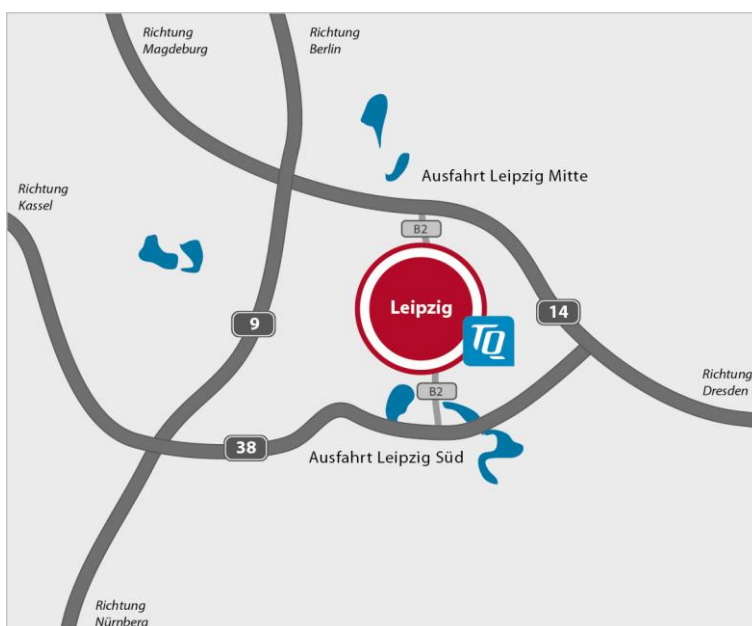 Richtung
Magdeburg
Richtung
Berlin
Ausfahrt Leipzig Mitte
Richtung
Kassel
B2
Leipzig
9
14
TQ
Richtung
Dresden
B2
38
Ausfahrt Leipzig Süd
Richtung
Nürnberg